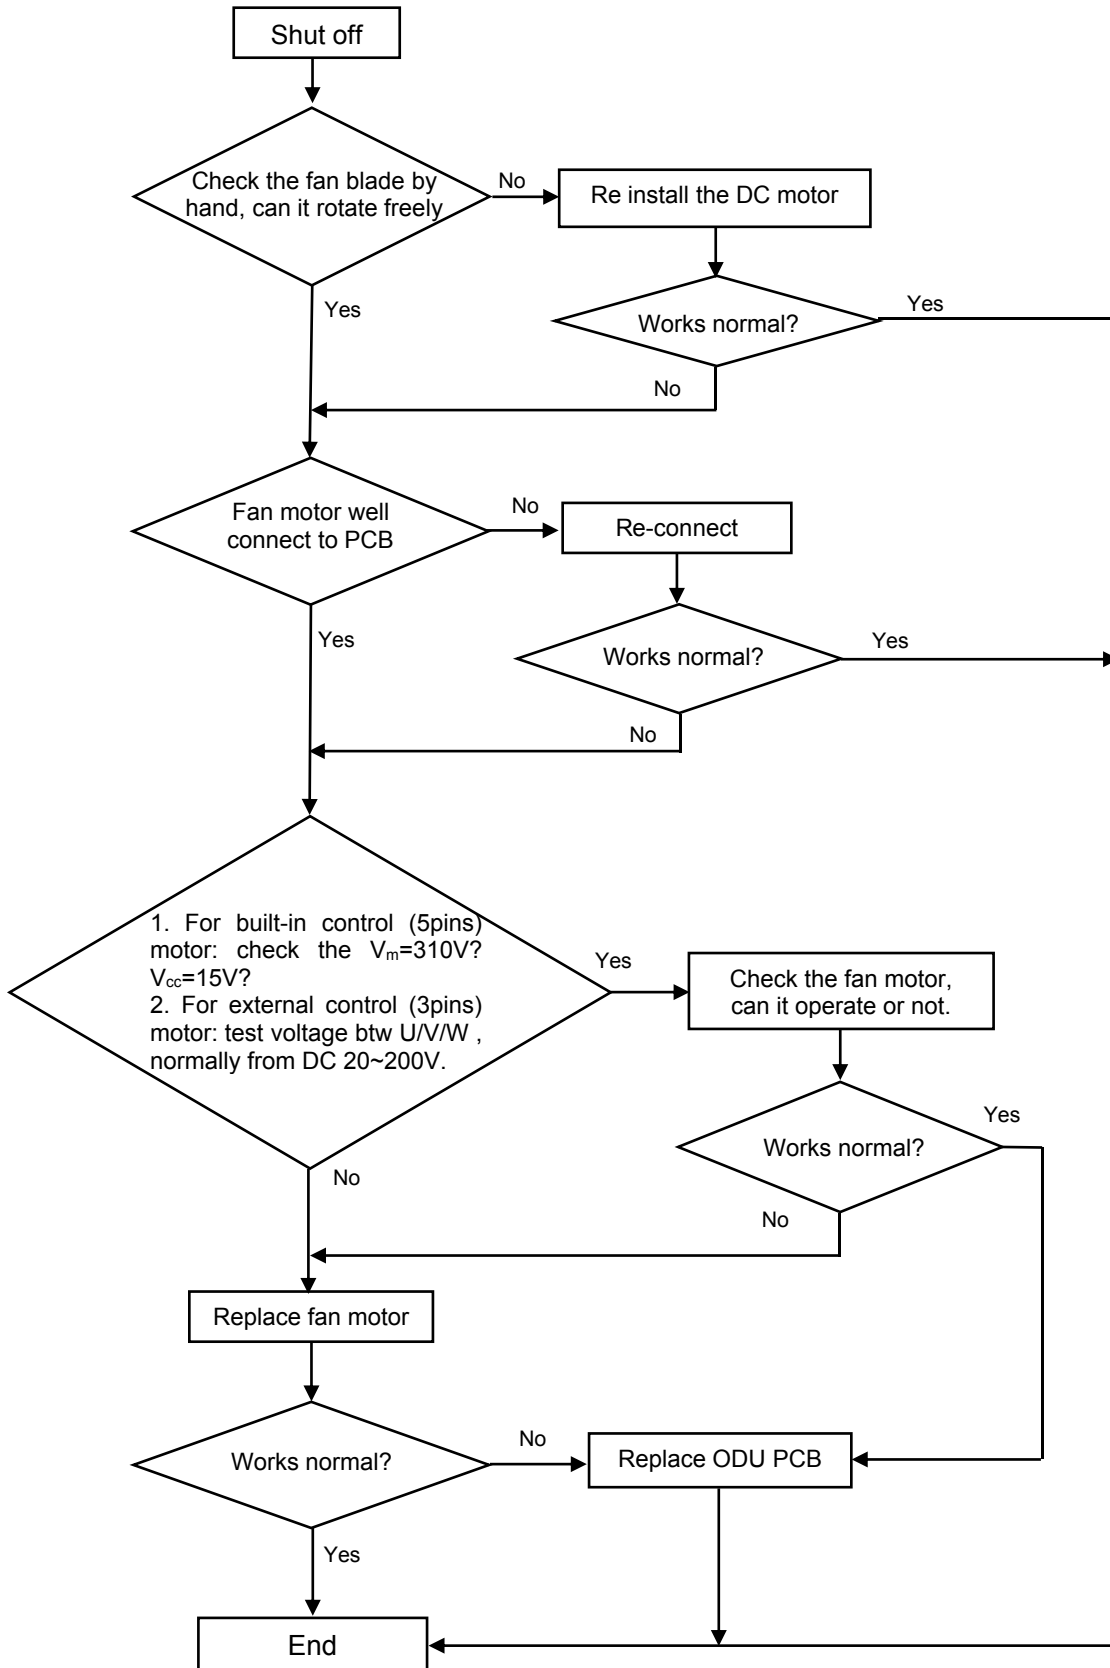 Shut off
Check the fan blade by
hand, can it rotate freely
No
Re install the DC motor
Yes
Works normal?
Yes
No
Fan motor well
connect to PCB
No
Re-connect
Yes
Works normal?
Yes
No
1. For built-in control (5pins)
motor: check the Vm=310V?
Vcc=15V?
2. For external control (3pins)
motor: test voltage btw U/V/W ,
normally from DC 20~200V.
Yes
Check the fan motor,
can it operate or not.
Works normal?
Yes
No
No
Replace fan motor
Works normal?
No
Replace ODU PCB
Yes
End